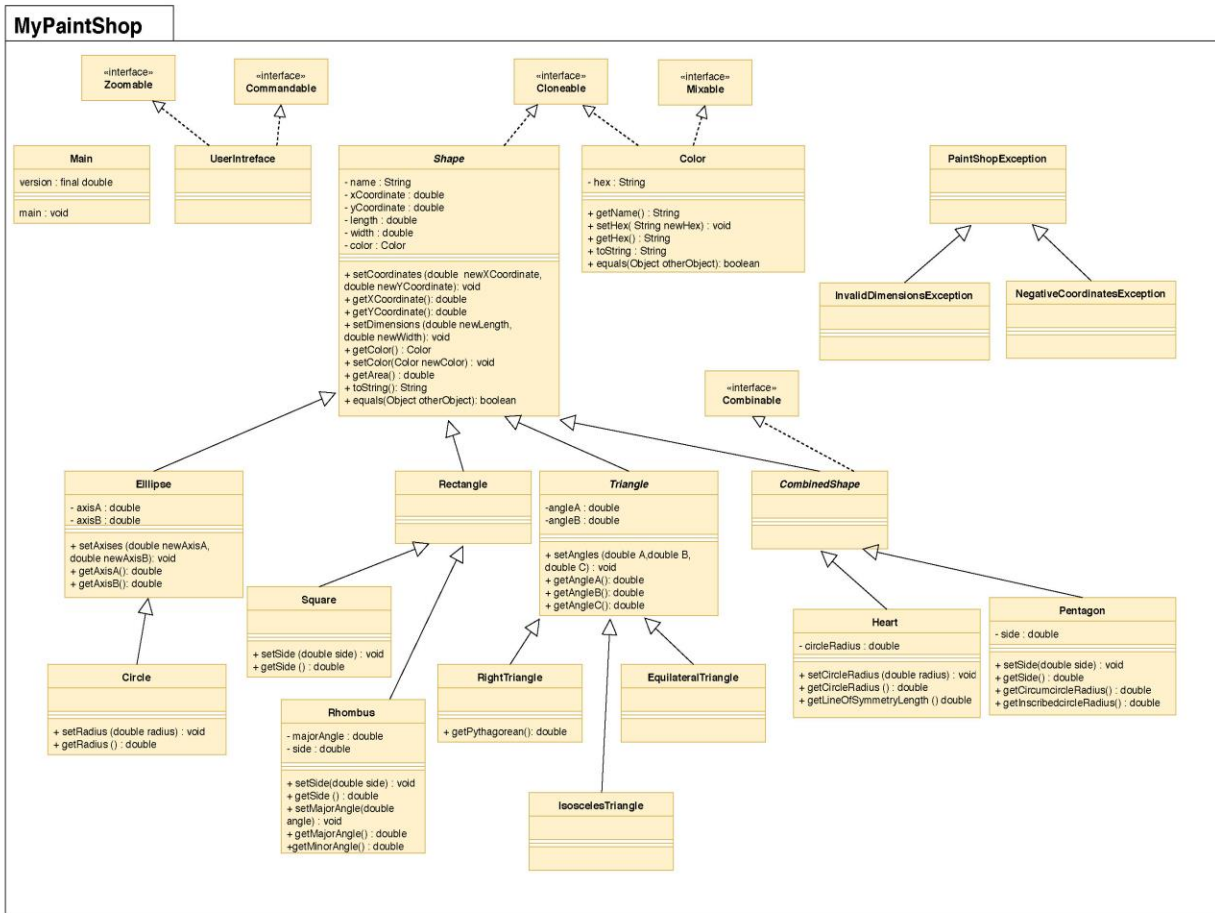 MyPaintShop
«interface»
Zoomable
«interface»
Commandable
«interface»
Cloneable
«interface»
Mixable
Main
version : final double
main : void
UserIntreface
Shape
- name : String
- xCoordinate : double
- yCoordinate : double
- length : double
- width : double
- color : Color
+ setCoordinates (double newXCoordinate,
double newYCoordinate): void
+ getXCoordinate(): double
+ getYCoordinate(): double
+ setDimensions (double newLength,
double newWidth): void
+ getColor() : Color
+ setColor(Color newColor) : void
+ getArea() : double
+ toString(): String
+ equals(Object otherObject): boolean
Color
- hex : String
+ getName() : String
+ setHex( String newHex) : void
+ getHex() : String
+ toString : String
+ equals(Object otherObject): boolean
PaintShopException
InvalidDimensionsException
NegativeCoordinatesException
«interface»
Combinable
Elllipse
- axisA : double
- axisB : double
+ setAxises (double newAxisA,
double newAxisB): void
+ getAxisA(): double
+ getAxisB(): double
Rectangle
Triangle
-angleA : double
-angleB : double
+ setAngles (double A,double B,
double C) : void
+ getAngleA(): double
+ getAngleB(): double
+ getAngleC(): double
CombinedShape
Square
+ setSide (double side) : void
+ getSide () : double
Heart
- circleRadius : double
+ setCircleRadius (double radius) : void
+ getCircleRadius () : double
+ getLineOfSymmetryLength () double
Pentagon
- side : double
+ setSide(double side) : void
+ getSide() : double
+ getCircumcircleRadius() : double
+ getInscribedcircleRadius() : double
Circle
+ setRadius (double radius) : void
+ getRadius () : double
RightTriangle
+ getPythagorean(): double
EquilateralTriangle
Rhombus
- majorAngle : double
- side : double
+ setSide(double side) : void
+ getSide () : double
+ setMajorAngle(double
angle) : void
+ getMajorAngle() : double
+getMinorAngle() : double
IsoscelesTriangle